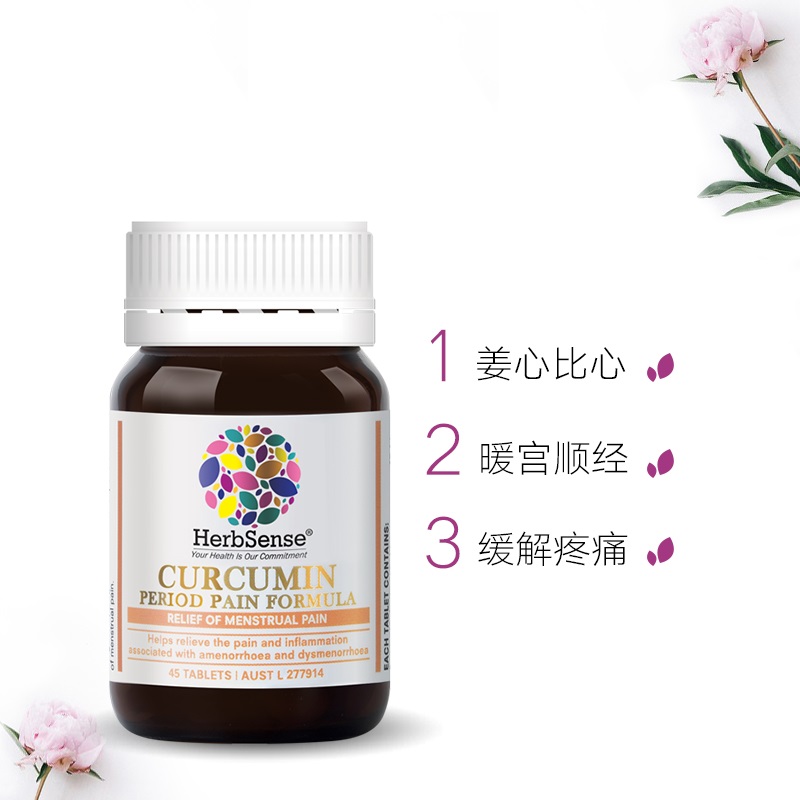 1 姜心比心
2 暖宫顺经
3 缓解疼痛
HerbSense®
Your Health Is Our Commitment
CURCUMIN
PERIOD PAIN FORMULA
RELIEF OF MENSTRUAL PAIN
Helps relieve the pain and inflammation
associated with amenorrhoea and dysmenorrhoea
45 TABLETS | AUST L 277914
of menstrual pain.
EACH TABLET CONTAINS: